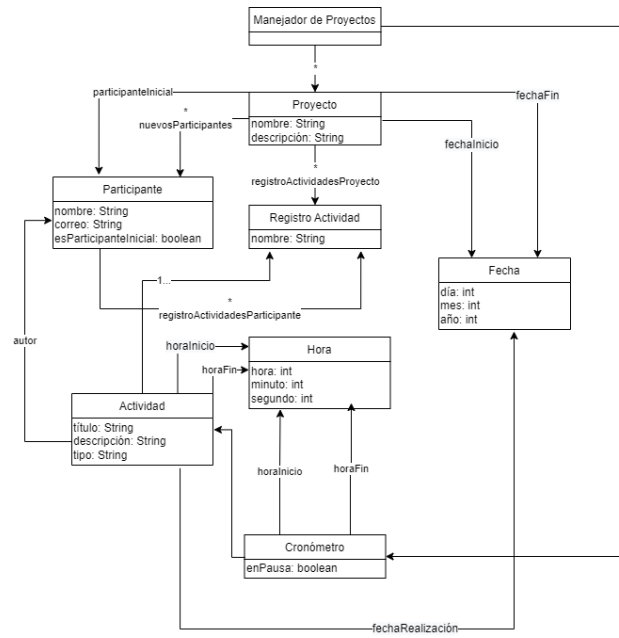 Manejador de Proyectos
*
participanteInicial
fechaFin
Proyecto
nombre: String
descripción: String
*
nuevosParticipantes
fechaInicio
*
registroActividadesProyecto
Participante
nombre: String
correo: String
esParticipanteInicial: boolean
Registro Actividad
nombre: String
Fecha
día: int
mes: int
año: int
1...
*
registroActividadesParticipante
autor
horaInicio
horaFin
Hora
hora: int
minuto: int
segundo: int
Actividad
título: String
descripción: String
tipo: String
horaInicio
horaFin
Cronómetro
enPausa: boolean
fechaRealización